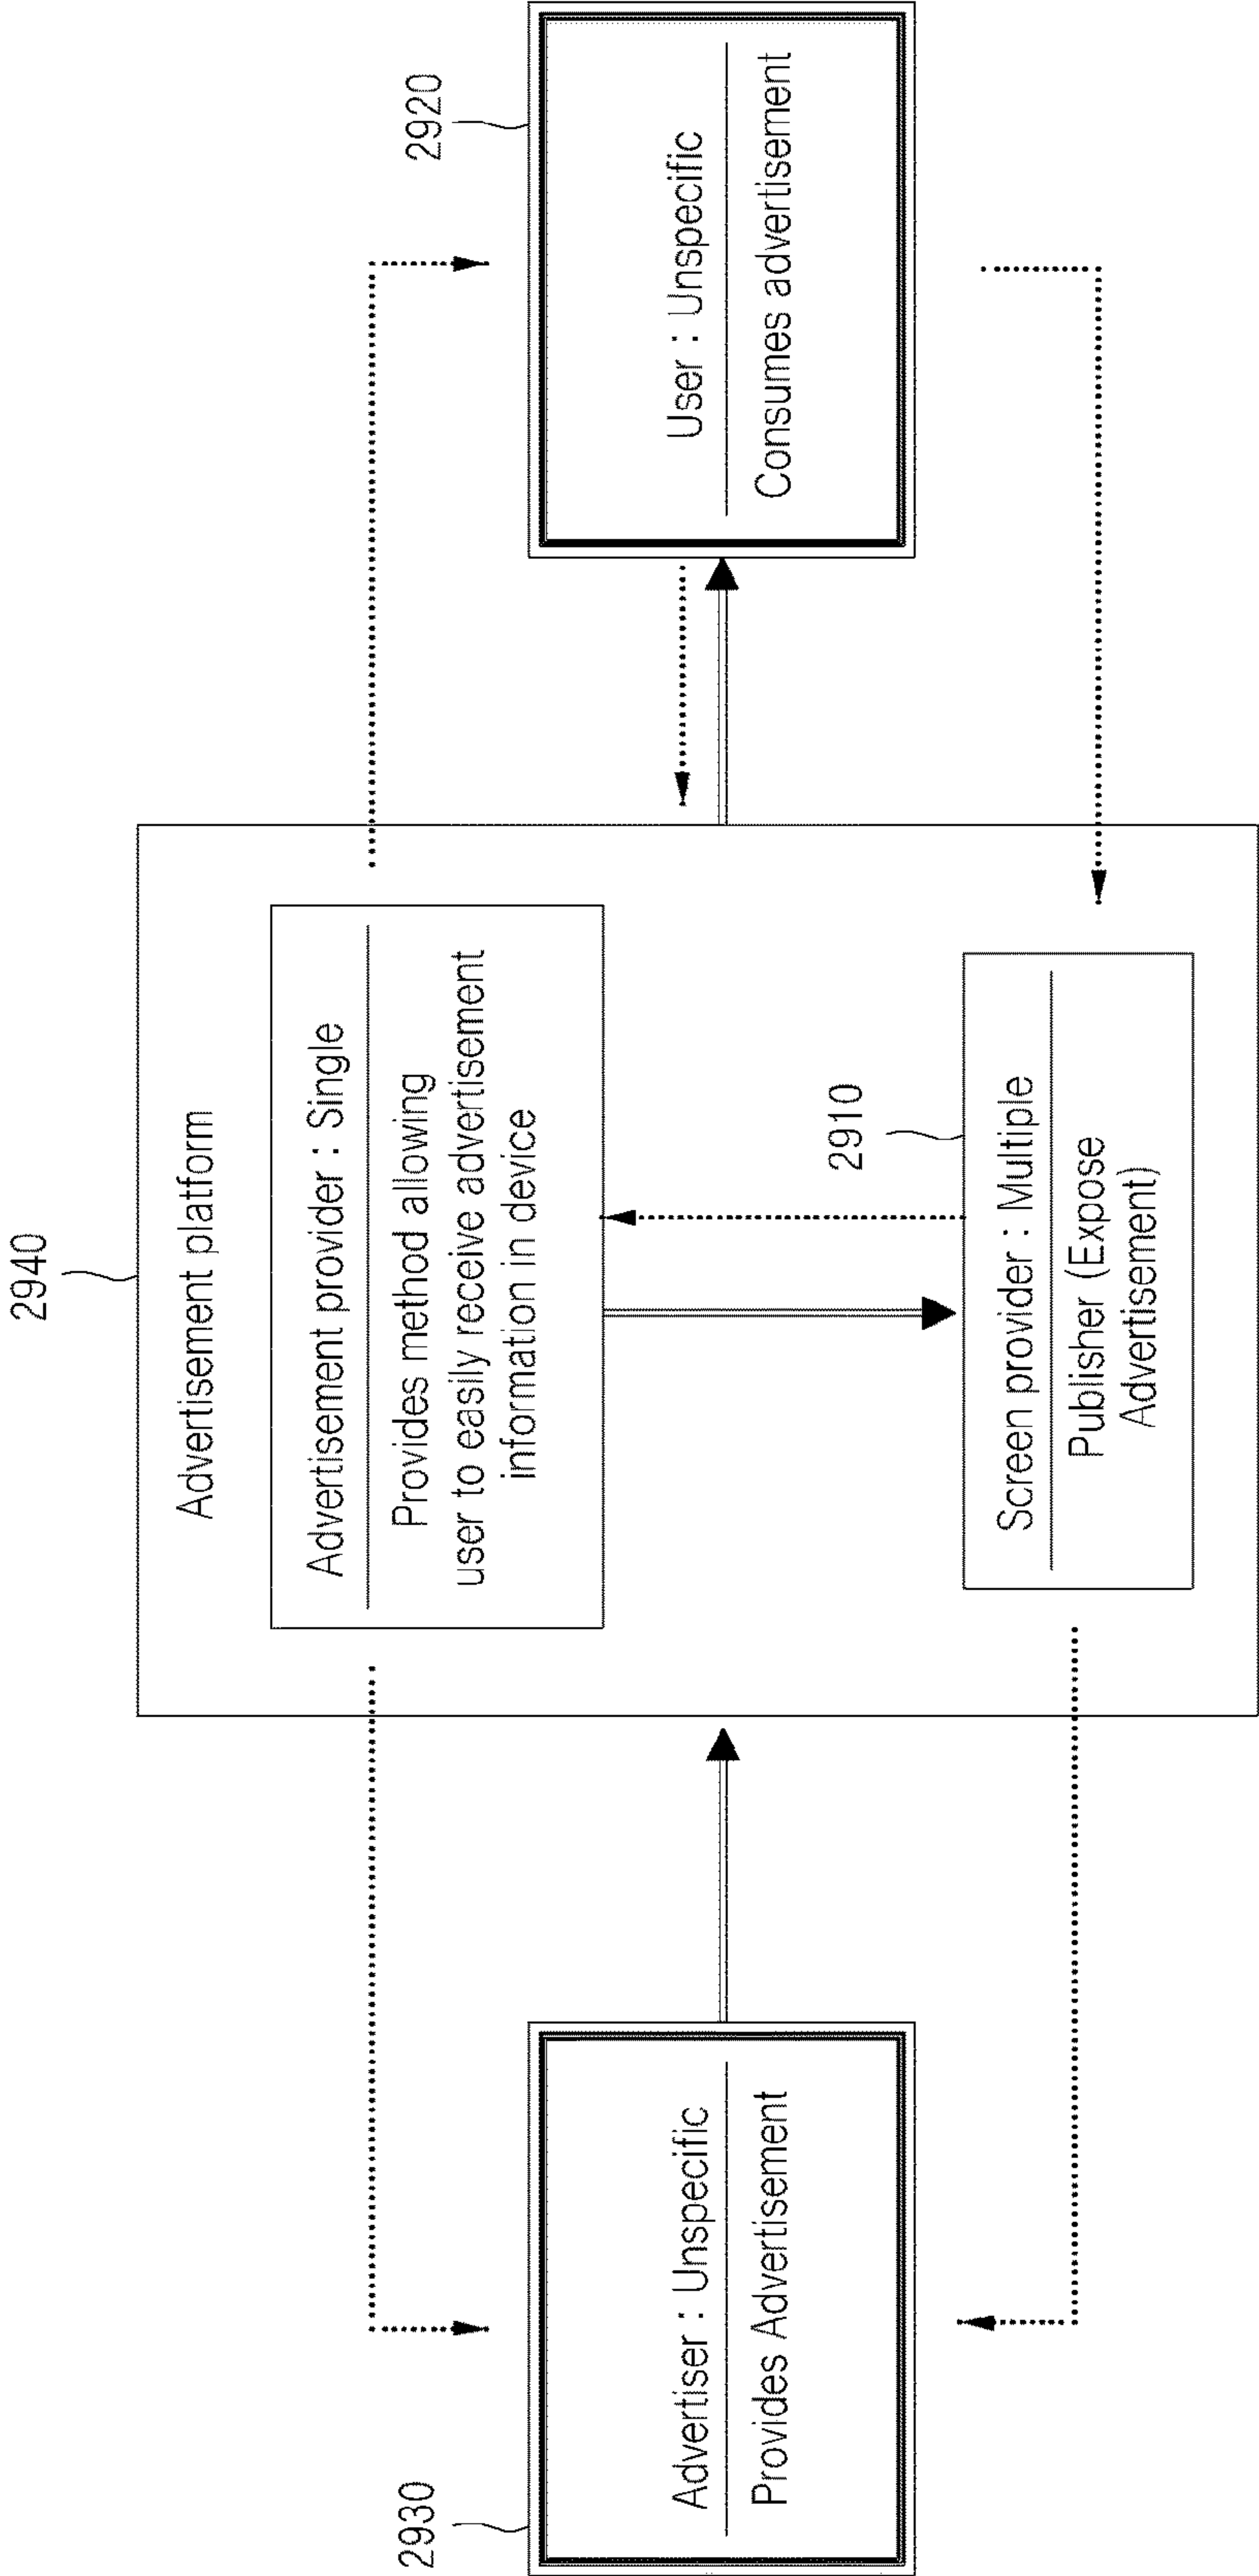 2940
Advertisement platform
Advertisement provider : Single
Provides method allowing
user to easily receive advertisement
information in device
2910
Screen provider : Multiple
Publisher (Expose
Advertisement)
2930
Advertiser : Unspecific
Provides Advertisement
2920
User : Unspecific
Consumes advertisement